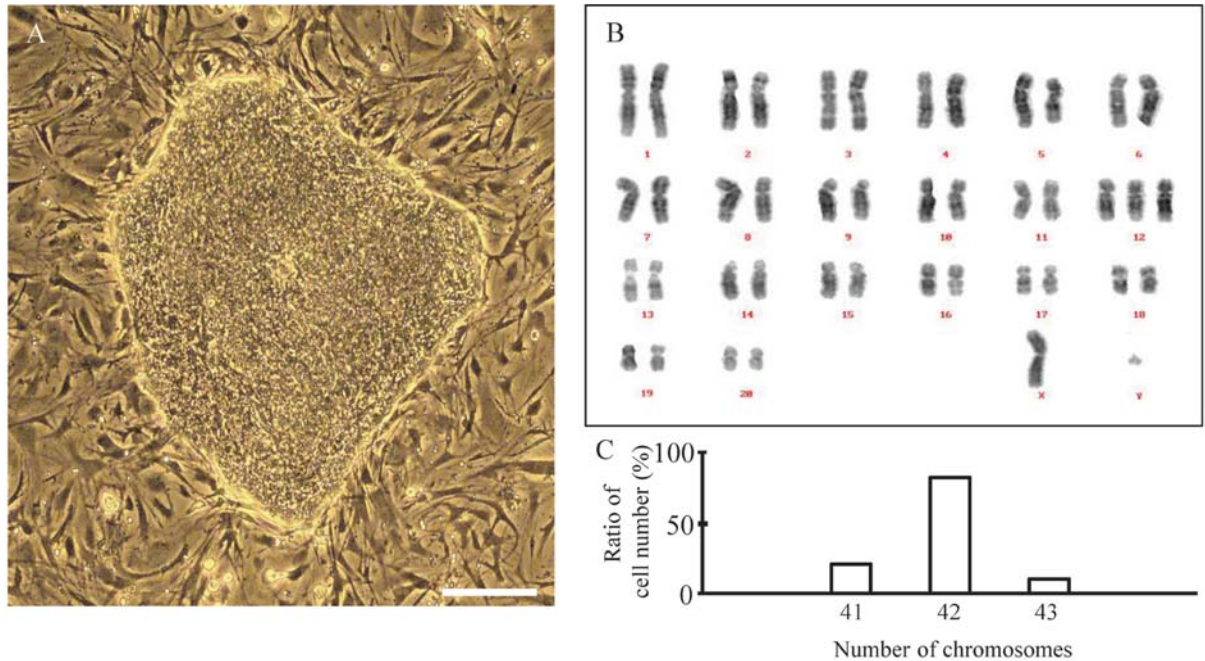 A
B
1 2 3 4 5 6
7 8 9 10 11 12
13 14 15 16 17 18
19 20 X Y
C
Ratio of
cell number (%)
100
50
0
41 42 43
Number of chromosomes